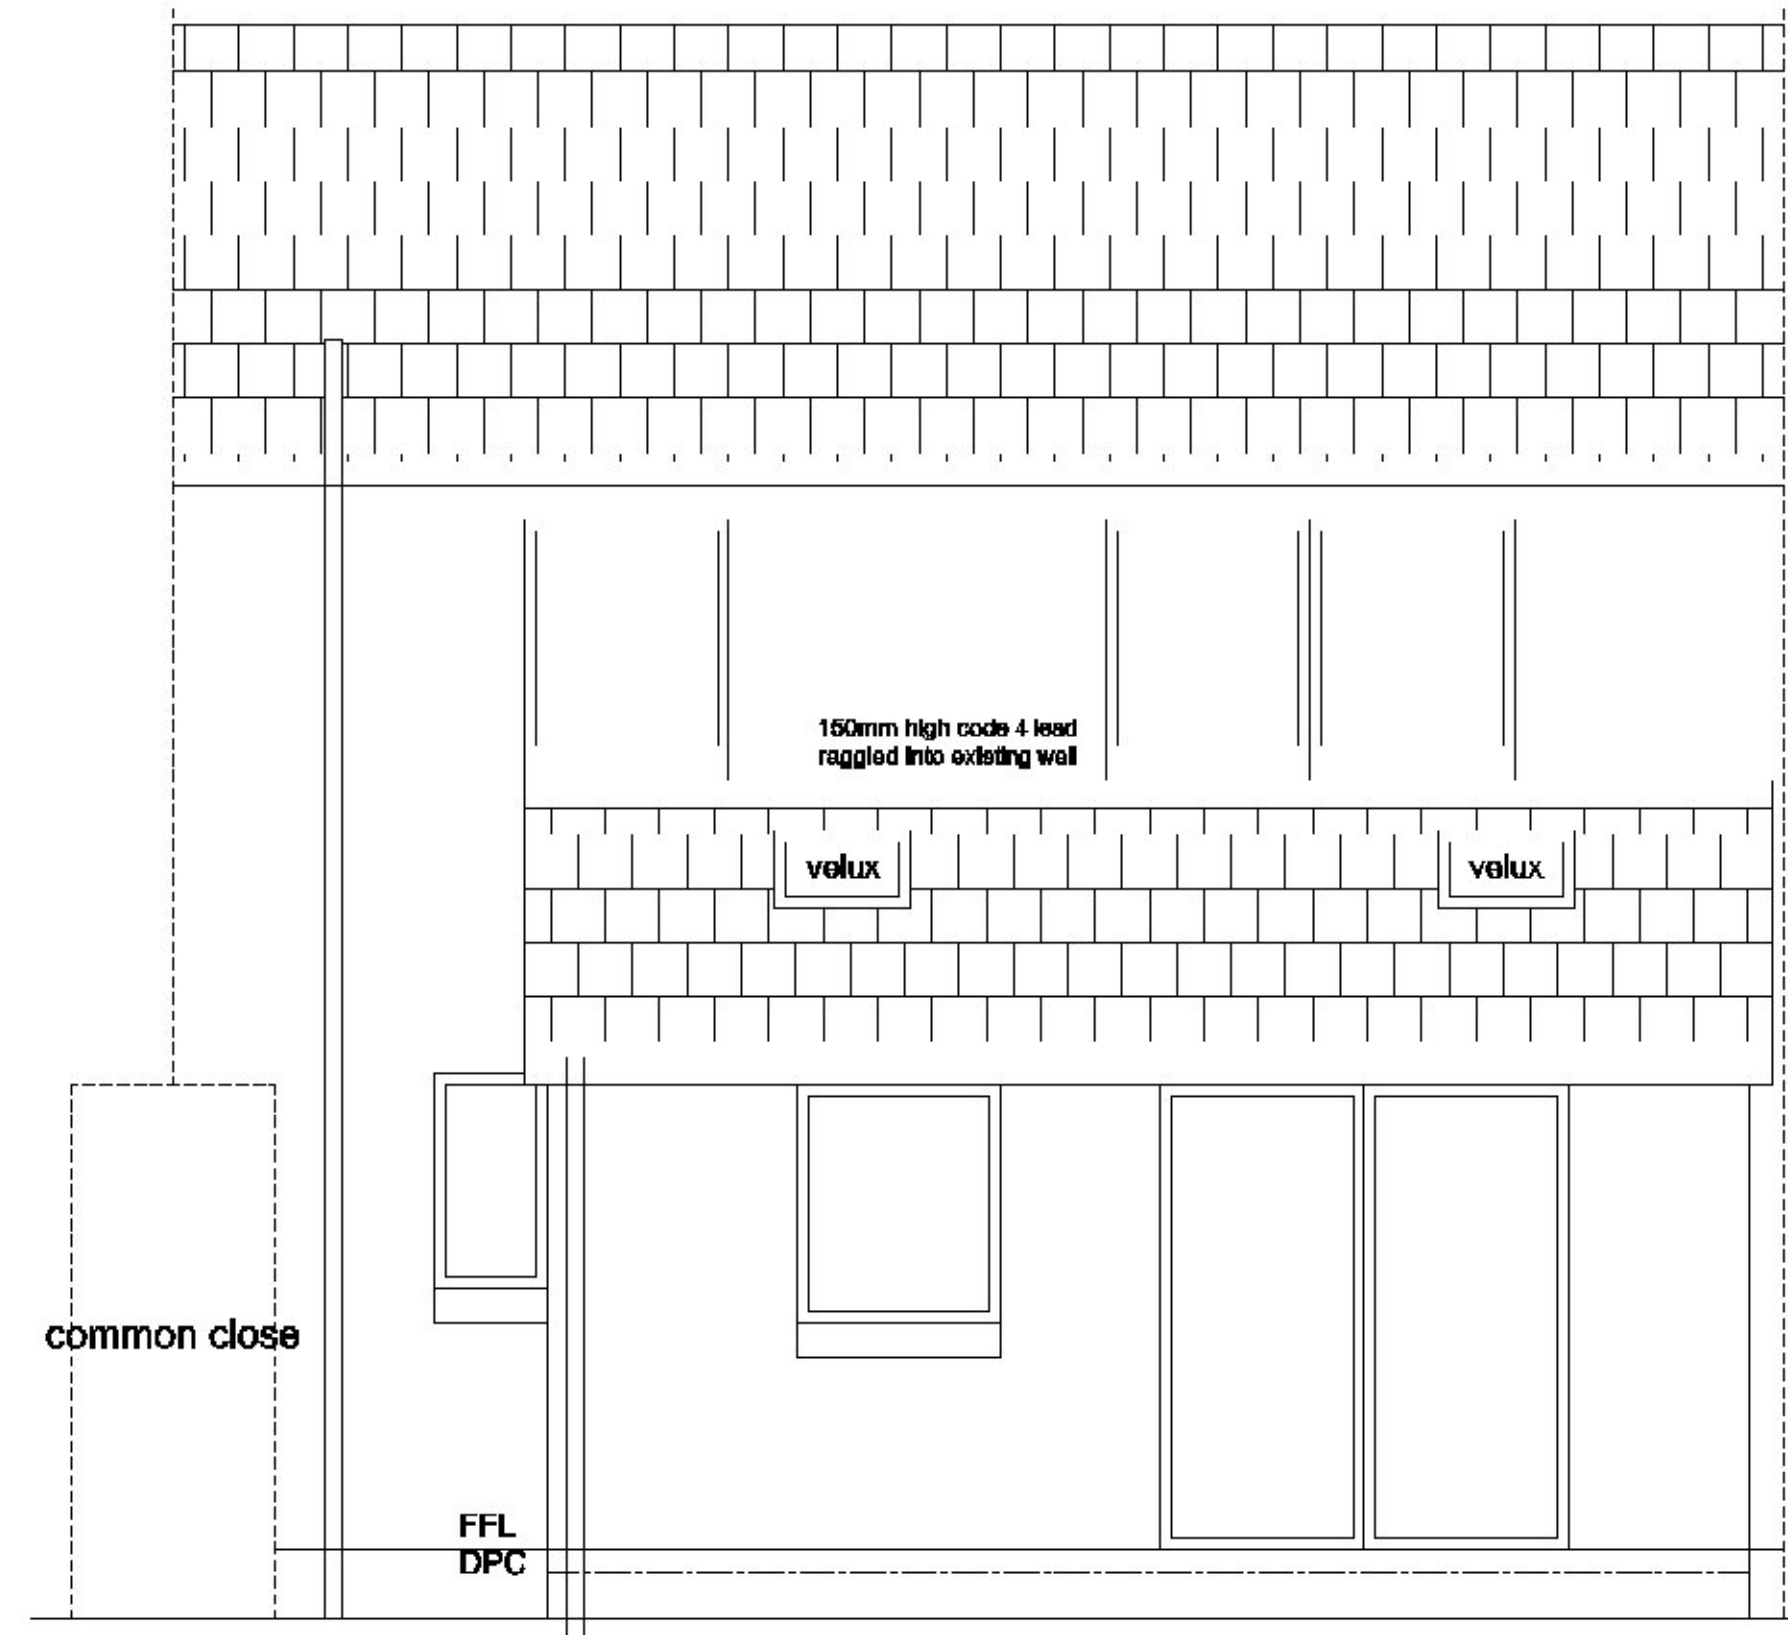 150mm high code 4 lead
raggled into existing wall
velux
velux
common close
FFL
DPC